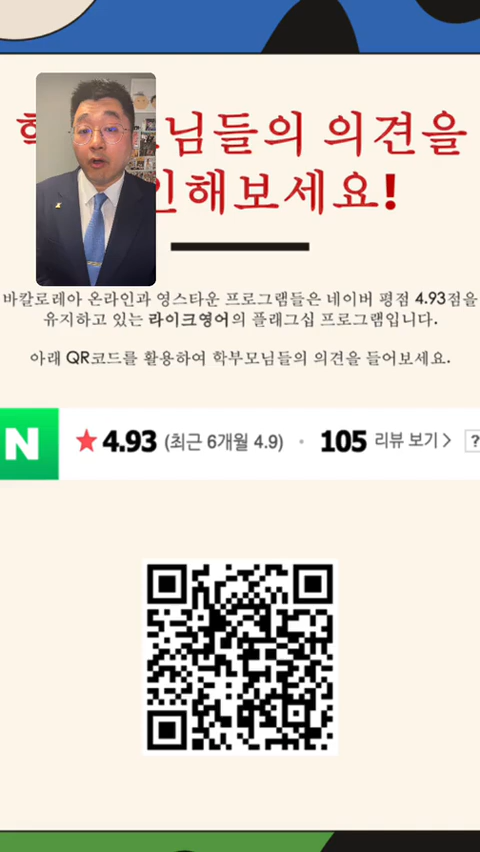 모님들의 의견을
인해보세요!
바칼로레아 온라인과 영스타운 프로그램들은 네이버 평점 4.93점을
유지하고 있는 라이크영어의 플래그십 프로그램입니다.
아래 QR코드를 활용하여 학부모님들의 의견을 들어보세요.
N ★ 4.93 (최근 6개월 4.9) • 105 리뷰 보기 > ?